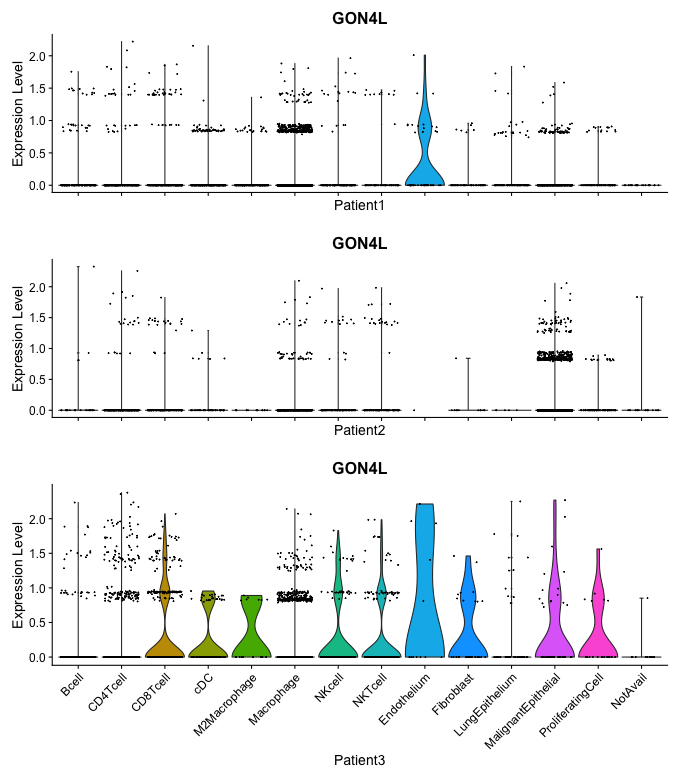 GON4L
Expression Level
2.0
1.5
1.0
0.5
0.0
Patient1
GON4L
Expression Level
2.0
1.5
1.0
0.5
0.0
Patient2
GON4L
Expression Level
2.0
1.5
1.0
0.5
0.0
Bcell
CD4Tcell
CD8Tcell
cDC
M2Macrophage
Macrophage
NKcell
NKTcell
Endothelium
Fibroblast
LungEpithelium
MalignantEpithelial
ProliferatingCell
NotAvail
Patient3